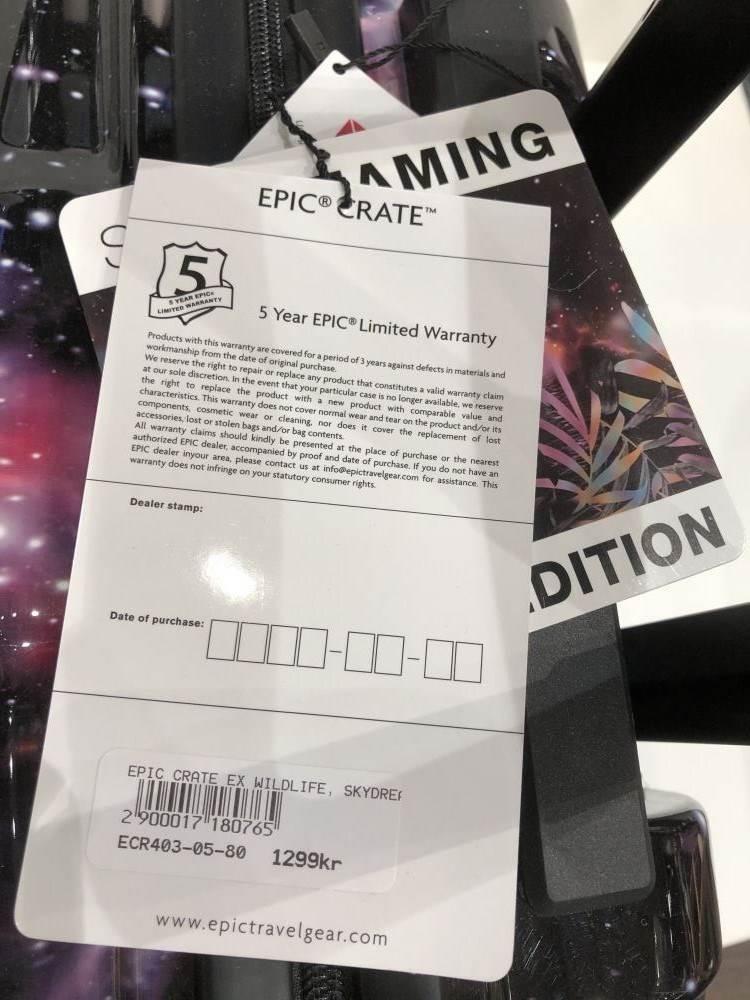 AMING
EPIC® CRATE™
5
5 YEAR EPIC®
LIMITED WARRANTY
5 Year EPIC® Limited Warranty
Products with this warranty are covered for a period of 3 years against defects in materials and
workmanship from the date of original purchase.
We reserve the right to repair or replace any product that constitutes a valid warranty claim
at our sole discretion. In the event that your particular case is no longer available, we reserve
the right to replace the product with a new product with comparable value and
characteristics. This warranty does not cover normal wear and tear on the product and/or its
components, cosmetic wear or cleaning, nor does it cover the replacement of lost
accessories, lost or stolen bags and/or bag contents.
All warranty claims should kindly be presented at the place of purchase or the nearest
authorized EPIC dealer, accompanied by proof and date of purchase. If you do not have an
EPIC dealer inyour area, please contact us at info@epictravelgear.com for assistance. This
warranty does not infringe on your statutory consumer rights.
Dealer stamp:
DITION
Date of purchase:
EPIC CRATE EX WILDLIFE, SKYDRE
2 900017 180765
ECR403-05-80 1299kr
www.epictravelgear.com